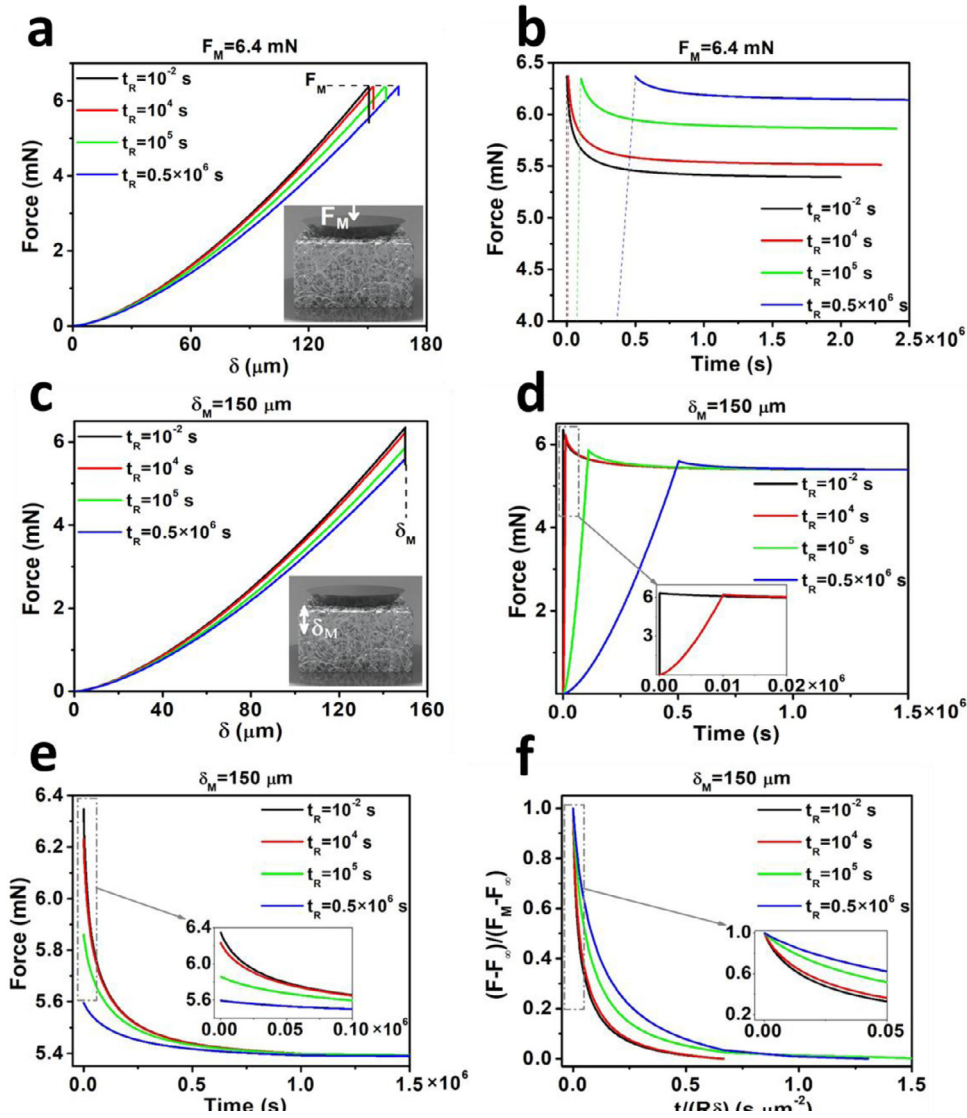 a
F_M=6.4 mN
t_R=10^-2 s
t_R=10^4 s
t_R=10^5 s
t_R=0.5×10^6 s
F_M
F_M
Force (mN)
6
4
2
0
0 60 120 180
δ (μm)
b
F_M=6.4 mN
Force (mN)
6.5
6.0
5.5
5.0
4.5
4.0
t_R=10^-2 s
t_R=10^4 s
t_R=10^5 s
t_R=0.5×10^6 s
0.0 0.5 1.0 1.5 2.0 2.5 ×10^6
Time (s)
c
δ_M=150 μm
t_R=10^-2 s
t_R=10^4 s
t_R=10^5 s
t_R=0.5×10^6 s
δ_M
δ_M
Force (mN)
6
4
2
0
0 40 80 120 160
δ (μm)
d
δ_M=150 μm
Force (mN)
6
4
2
t_R=10^-2 s
t_R=10^4 s
t_R=10^5 s
t_R=0.5×10^6 s
6
3
0.00 0.01 0.02 ×10^6
0.0 0.5 1.0 1.5×10^6
Time (s)
e
δ_M=150 μm
Force (mN)
6.4
6.2
6.0
5.8
5.6
5.4
t_R=10^-2 s
t_R=10^4 s
t_R=10^5 s
t_R=0.5×10^6 s
6.4
6.0
5.6
0.00 0.05 0.10 ×10^6
0.0 0.5 1.0 1.5 ×10^6
Time (s)
f
δ_M=150 μm
(F-F_∞)/(F_M-F_∞)
1.0
0.8
0.6
0.4
0.2
0.0
t_R=10^-2 s
t_R=10^4 s
t_R=10^5 s
t_R=0.5×10^6 s
1.0
0.6
0.2
0.00 0.05
0.0 0.5 1.0 1.5
t/(Rδ) (s μm^-2)